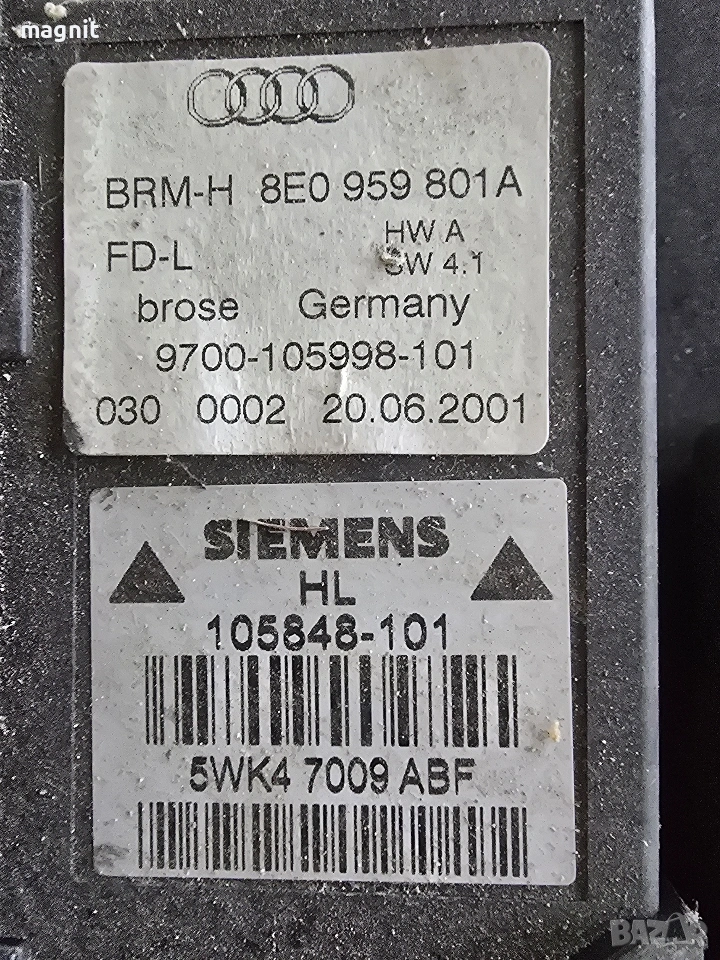 magnit
BRM-H 8E0 959 801A
HW A
FD-L SW 4.1
brose Germany
9700-105998-101
030 0002 20.06.2001
SIEMENS
HL
105848-101
5WK4 7009 ABF
BAZAR